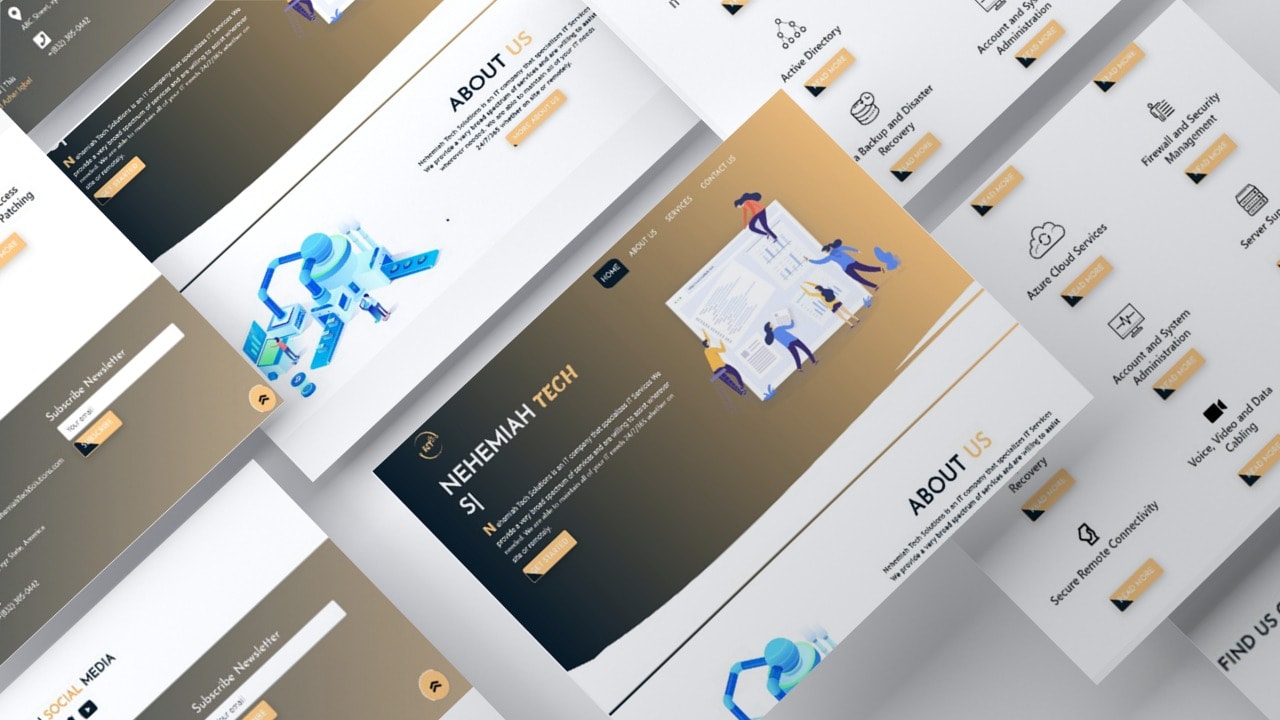 ABC Street, 
+(832) 365-0442
Nehemiah Tech Solutions is an IT company that specializes IT Services We
provide a very broad spectrum of services and are willing to assist wherever
needed. We are able to maintain all of your IT needs 24/7/365 whether on
site or remotely.
GET STARTED
ABOUT US
Nehemiah Tech Solutions is an IT company that specializes IT Services
We provide a very broad spectrum of services and are willing to assist
wherever needed. We are able to maintain all of your IT needs
24/7/365 whether on site or remotely.
MORE ABOUT US
Active Directory
READ MORE
Account and System
Administration
READ MORE
a Backup and Disaster
Recovery
READ MORE
READ MORE
Firewall and Security
Management
READ MORE
READ MORE
Azure Cloud Services
READ MORE
Server
Account and System
Administration
READ MORE
Voice, Video and Data
Cabling
READ MORE
Recovery
READ MORE
Secure Remote Connectivity
READ MORE
FIND US
HOME
ABOUT US
SERVICES
CONTACT US
NTS
NEHEMIAH TECH
S|
Nehemiah Tech Solutions is an IT company that specializes IT Services We
provide a very broad spectrum of services and are willing to assist wherever
needed. We are able to maintain all of your IT needs 24/7/365 whether on
site or remotely.
GET STARTED
ABOUT US
Nehemiah Tech Solutions is an IT company that specializes IT Services
We provide a very broad spectrum of services and are willing to assist
Patching
Subscribe Newsletter
Your email
SUBSCRIBE
+(832) 365-0442
SOCIAL MEDIA
Subscribe Newsletter
Your email